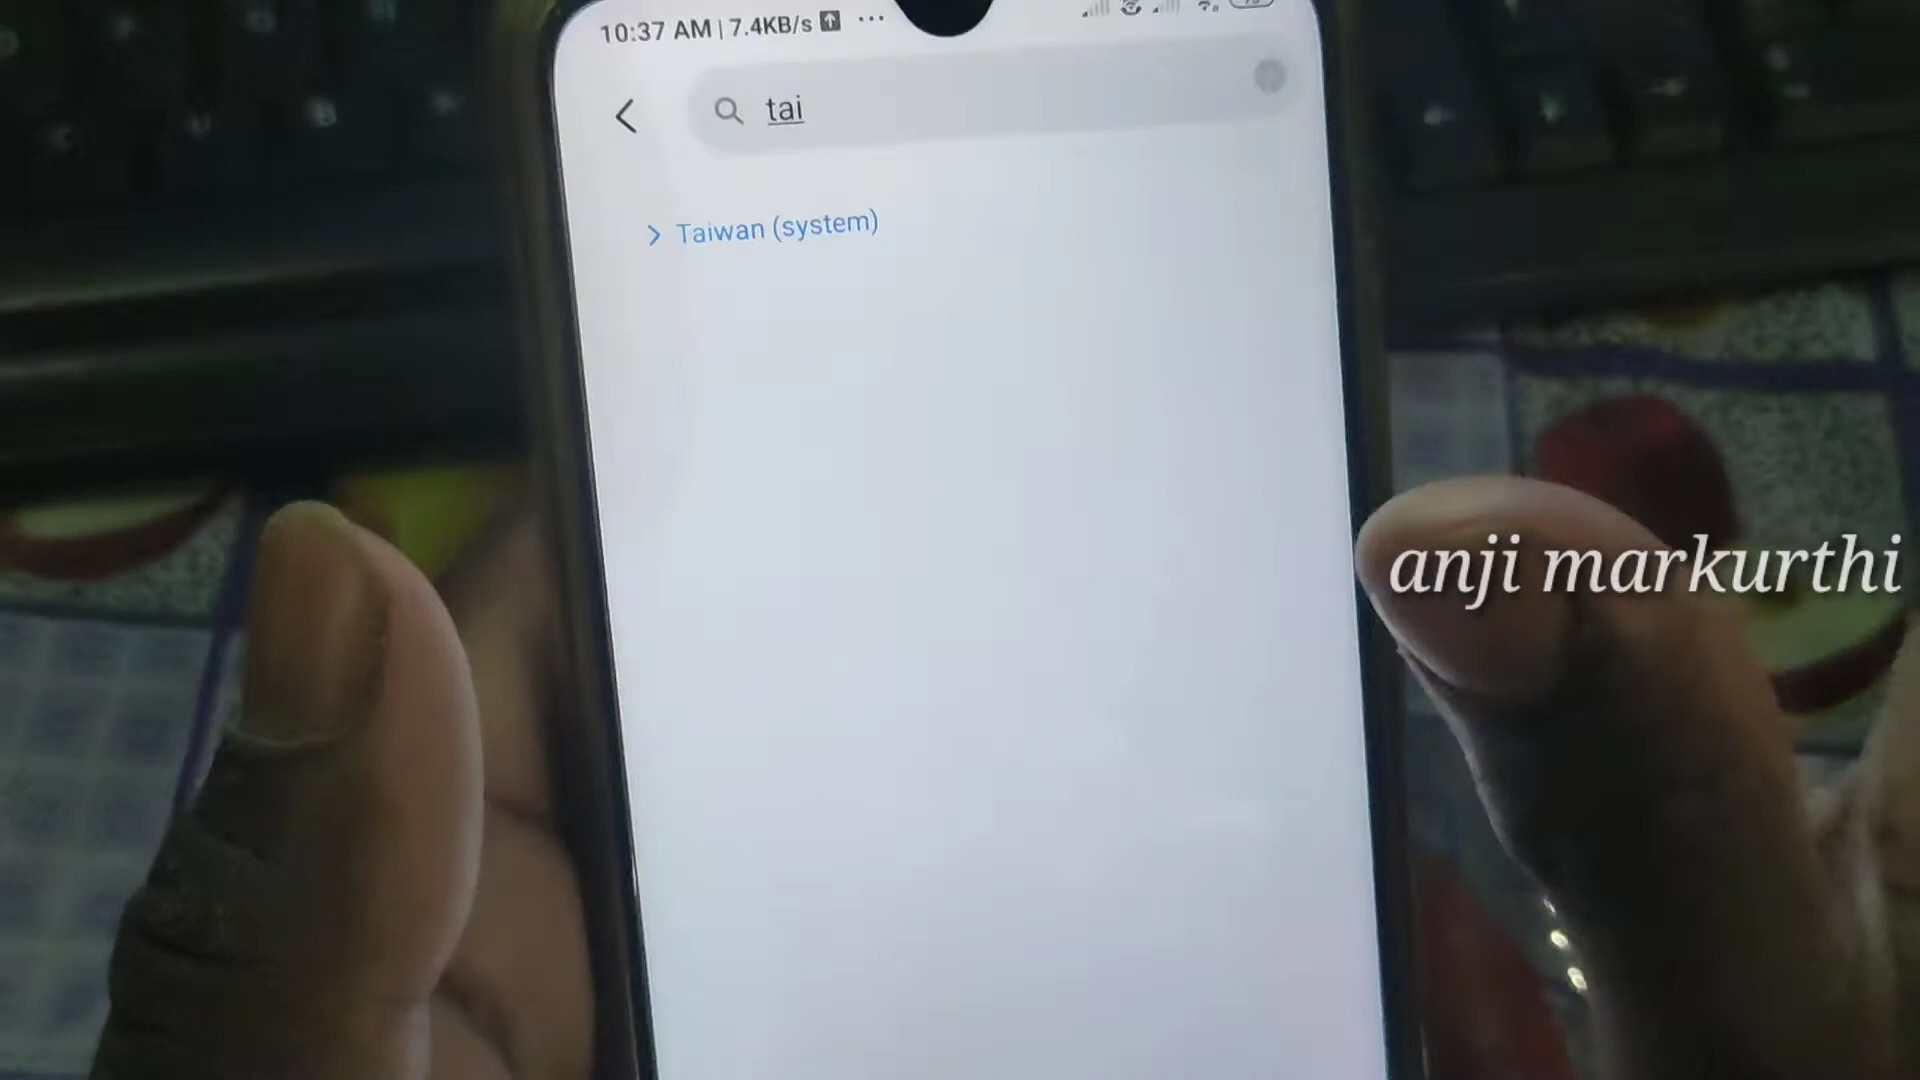 10:37 AM | 7.4KB/s ...
tai
Taiwan (system)
anji markurthi